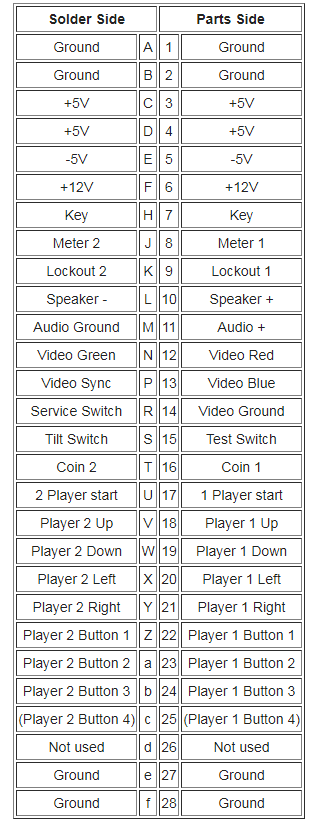 Solder Side Parts Side
Ground A 1 Ground
Ground B 2 Ground
+5V C 3 +5V
+5V D 4 +5V
-5V E 5 -5V
+12V F 6 +12V
Key H 7 Key
Meter 2 J 8 Meter 1
Lockout 2 K 9 Lockout 1
Speaker - L 10 Speaker +
Audio Ground M 11 Audio +
Video Green N 12 Video Red
Video Sync P 13 Video Blue
Service Switch R 14 Video Ground
Tilt Switch S 15 Test Switch
Coin 2 T 16 Coin 1
2 Player start U 17 1 Player start
Player 2 Up V 18 Player 1 Up
Player 2 Down W 19 Player 1 Down
Player 2 Left X 20 Player 1 Left
Player 2 Right Y 21 Player 1 Right
Player 2 Button 1 Z 22 Player 1 Button 1
Player 2 Button 2 a 23 Player 1 Button 2
Player 2 Button 3 b 24 Player 1 Button 3
(Player 2 Button 4) c 25 (Player 1 Button 4)
Not used d 26 Not used
Ground e 27 Ground
Ground f 28 Ground